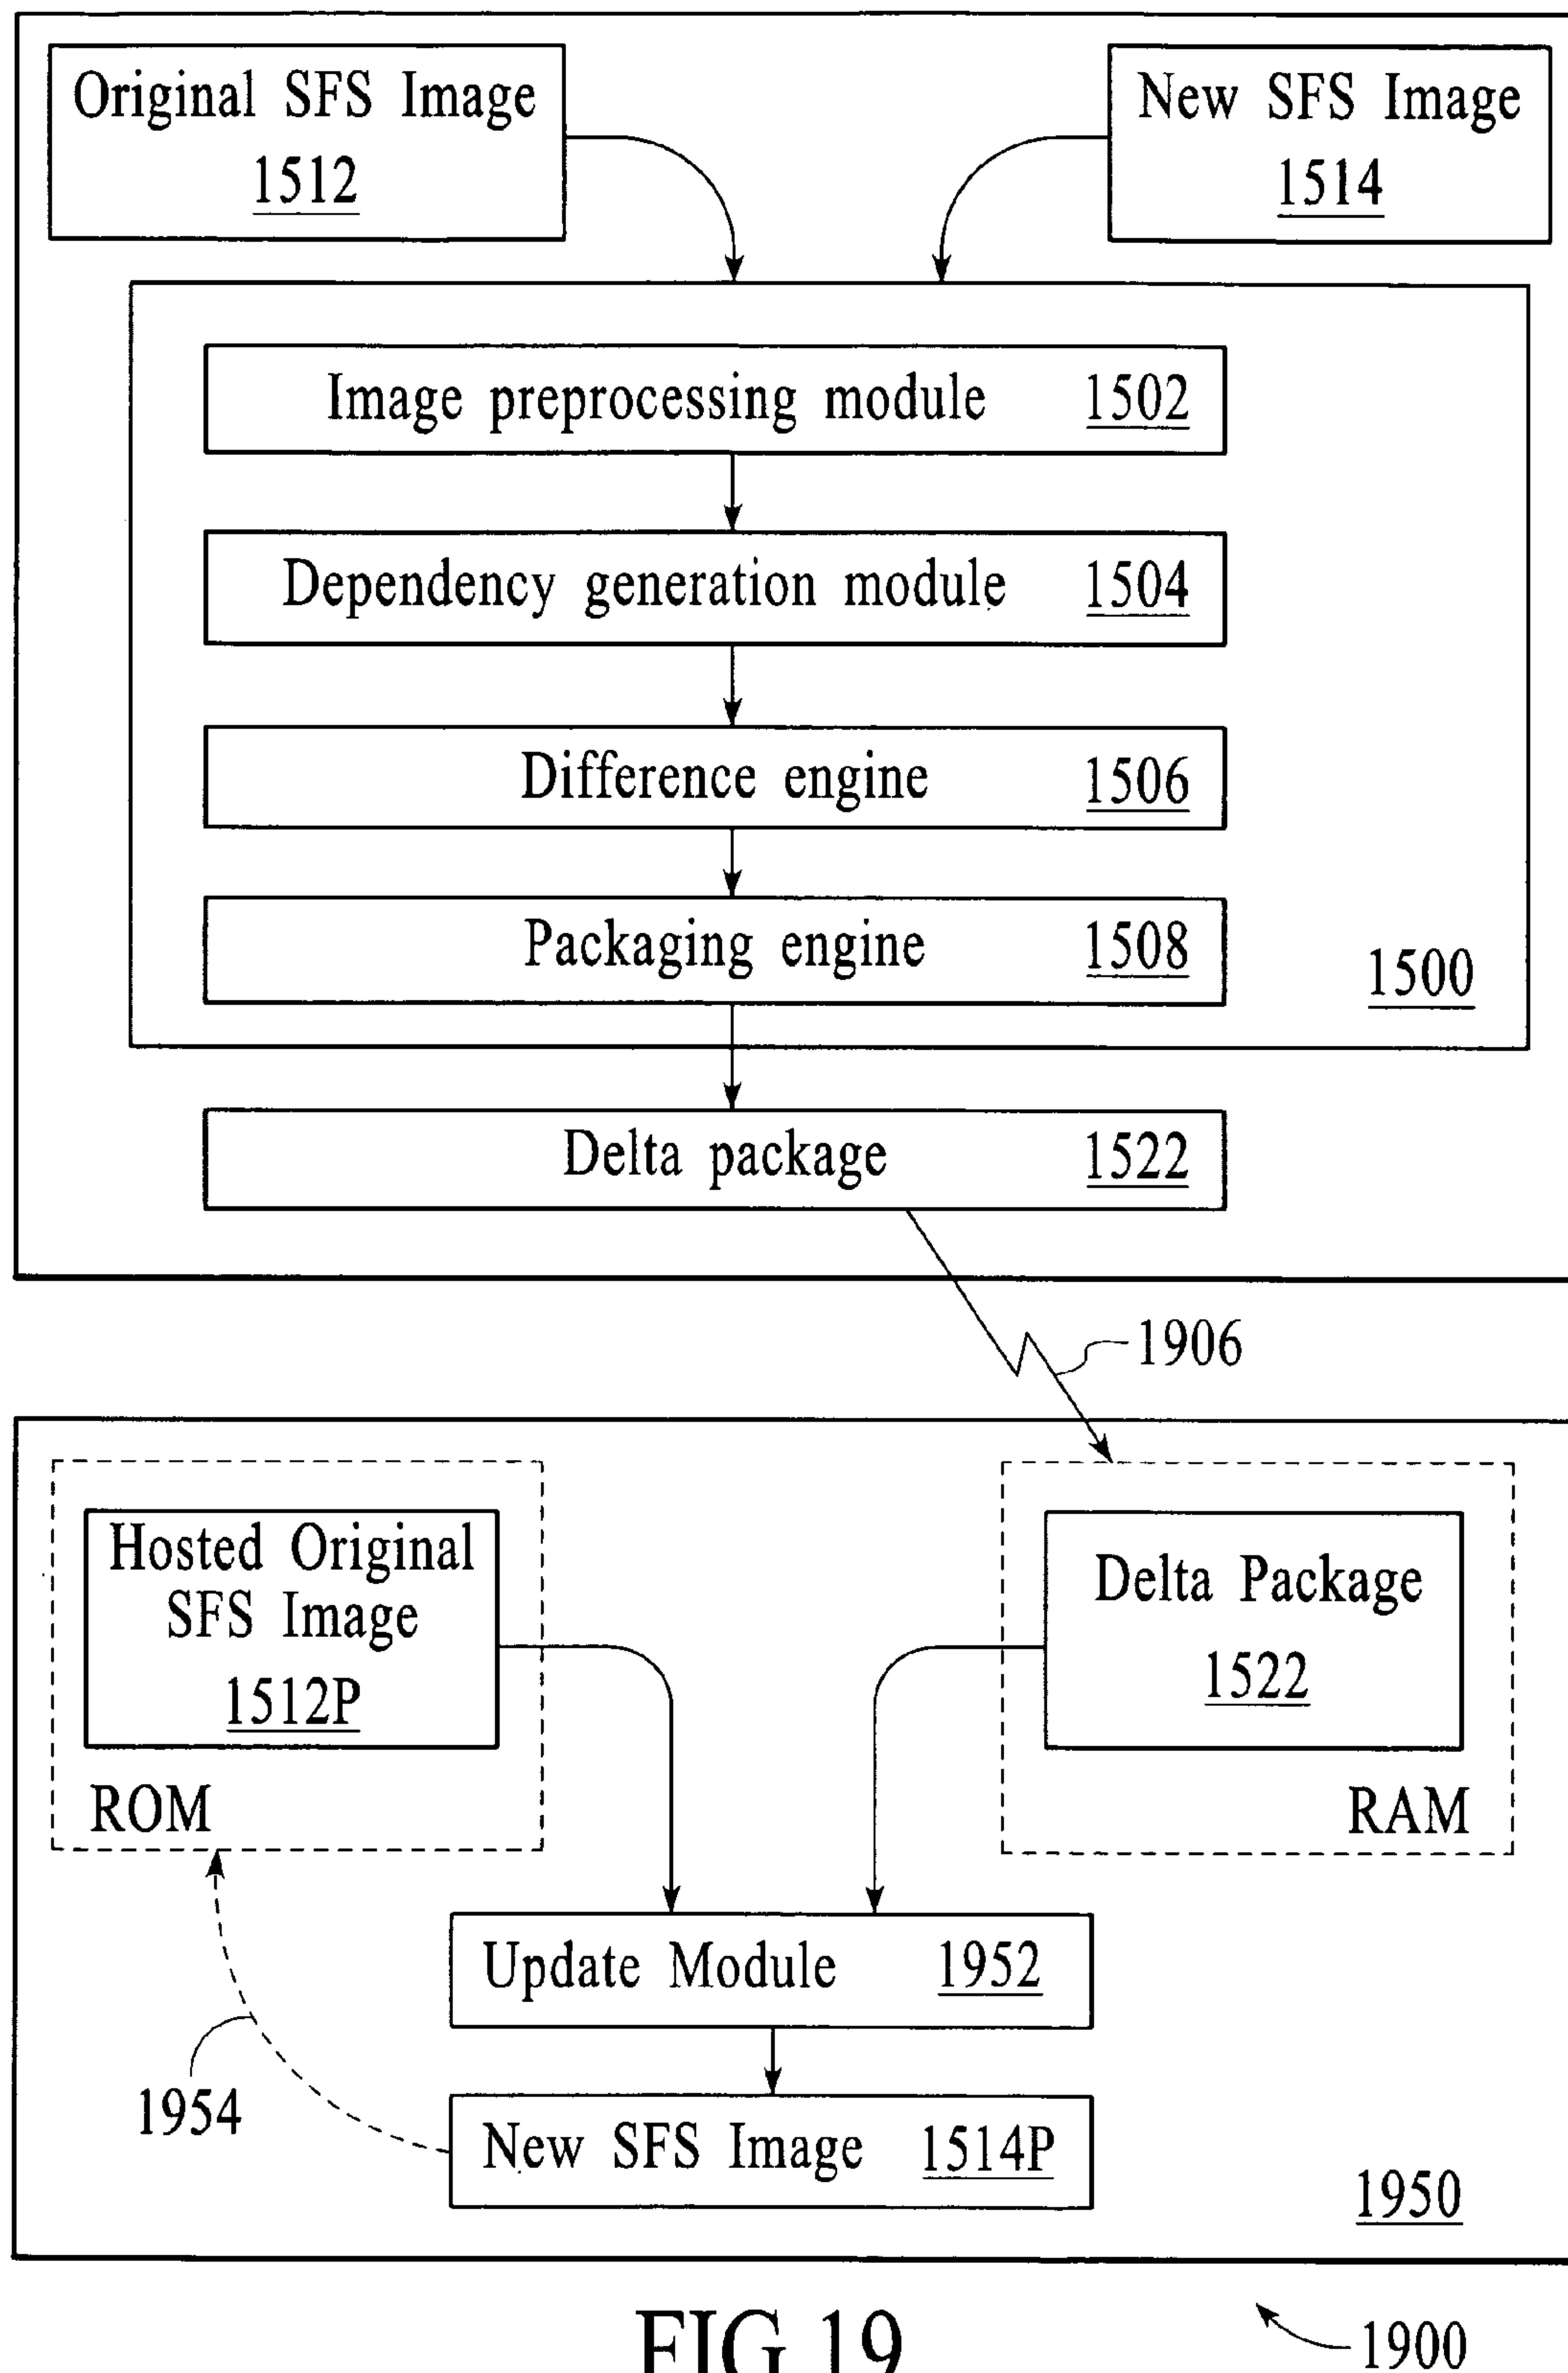 Original SFS Image
1512
New SFS Image
1514
Image preprocessing module 1502
Dependency generation module 1504
Difference engine 1506
Packaging engine 1508
1500
Delta package 1522
1906
Hosted Original
SFS Image
1512P
ROM
Delta Package
1522
RAM
Update Module 1952
1954
New SFS Image 1514P
1950
FIG.19
1900